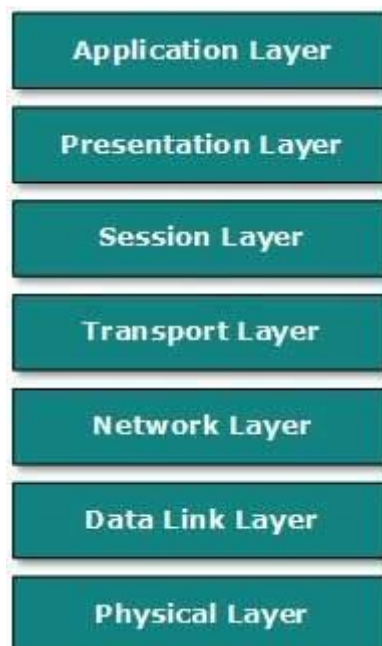 Application Layer
Presentation Layer
Session Layer
Transport Layer
Network Layer
Data Link Layer
Physical Layer